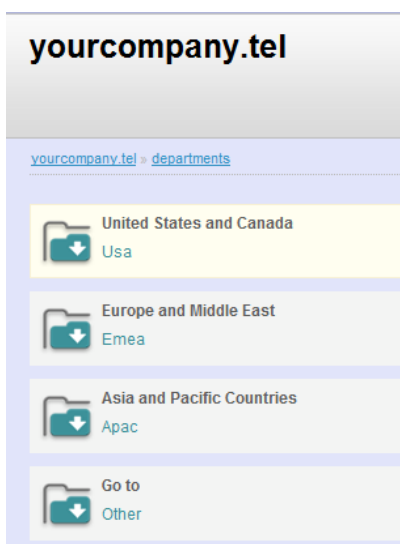 yourcompany.tel
yourcompany.tel » departments
United States and Canada
Usa
Europe and Middle East
Emea
Asia and Pacific Countries
Apac
Go to
Other